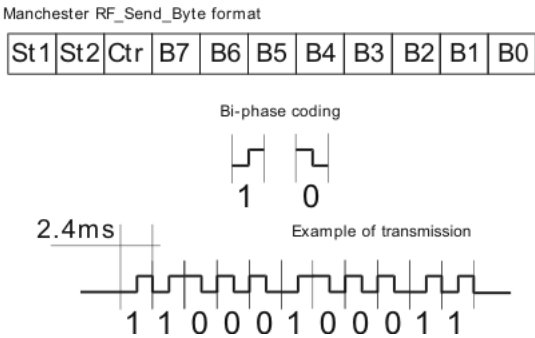 Manchester RF_Send_Byte format
St1 St2 Ctr B7 B6 B5 B4 B3 B2 B1 B0
Bi-phase coding
1 0
2.4ms
Example of transmission
1 1 0 0 0 1 0 0 0 1 1